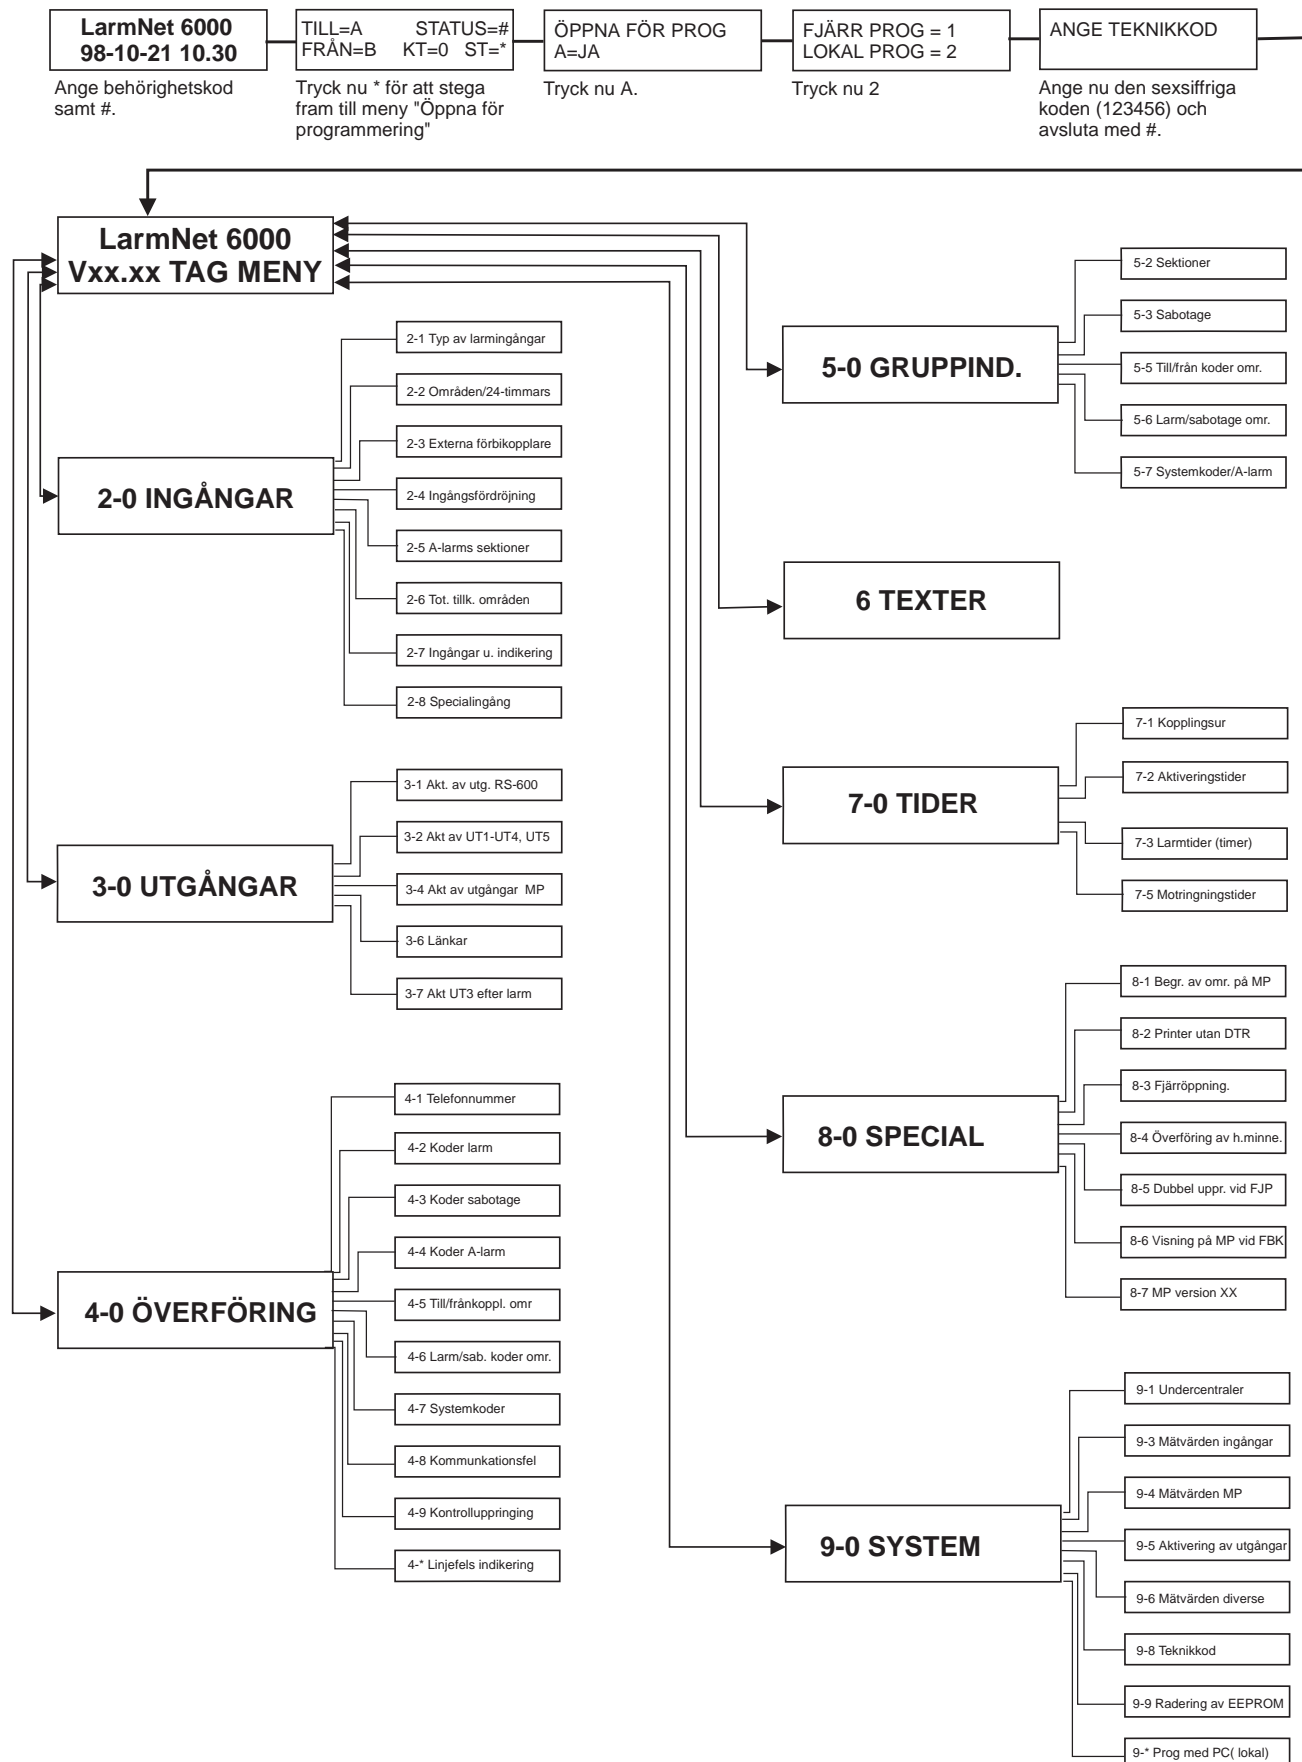 LarmNet 6000
98-10-21 10.30
Ange behörighetskod
samt #.
TILL=A STATUS=#
FRÅN=B KT=0 ST=*
Tryck nu * för att stega
fram till meny "Öppna för
programmering"
ÖPPNA FÖR PROG
A=JA
Tryck nu A.
FJÄRR PROG = 1
LOKAL PROG = 2
Tryck nu 2
ANGE TEKNIKKOD
Ange nu den sexsiffriga
koden (123456) och
avsluta med #.
LarmNet 6000
Vxx.xx TAG MENY
2-0 INGÅNGAR
2-1 Typ av larmingångar
2-2 Områden/24-timmars
2-3 Externa förbikopplare
2-4 Ingångsfördröjning
2-5 A-larms sektioner
2-6 Tot. tillk. områden
2-7 Ingångar u. indikering
2-8 Specialingång
3-0 UTGÅNGAR
3-1 Akt. av utg. RS-600
3-2 Akt av UT1-UT4, UT5
3-4 Akt av utgångar MP
3-6 Länkar
3-7 Akt UT3 efter larm
4-0 ÖVERFÖRING
4-1 Telefonnummer
4-2 Koder larm
4-3 Koder sabotage
4-4 Koder A-larm
4-5 Till/frånkoppl. omr
4-6 Larm/sab. koder omr.
4-7 Systemkoder
4-8 Kommunkationsfel
4-9 Kontrolluppringing
4-* Linjefels indikering
5-0 GRUPPIND.
5-2 Sektioner
5-3 Sabotage
5-5 Till/från koder omr.
5-6 Larm/sabotage omr.
5-7 Systemkoder/A-larm
6 TEXTER
7-0 TIDER
7-1 Kopplingsur
7-2 Aktiveringstider
7-3 Larmtider (timer)
7-5 Motringningstider
8-0 SPECIAL
8-1 Begr. av omr. på MP
8-2 Printer utan DTR
8-3 Fjärröppning.
8-4 Överföring av h.minne.
8-5 Dubbel uppr. vid FJP
8-6 Visning på MP vid FBK
8-7 MP version XX
9-0 SYSTEM
9-1 Undercentraler
9-3 Mätvärden ingångar
9-4 Mätvärden MP
9-5 Aktivering av utgångar
9-6 Mätvärden diverse
9-8 Teknikkod
9-9 Radering av EEPROM
9-* Prog med PC( lokal)